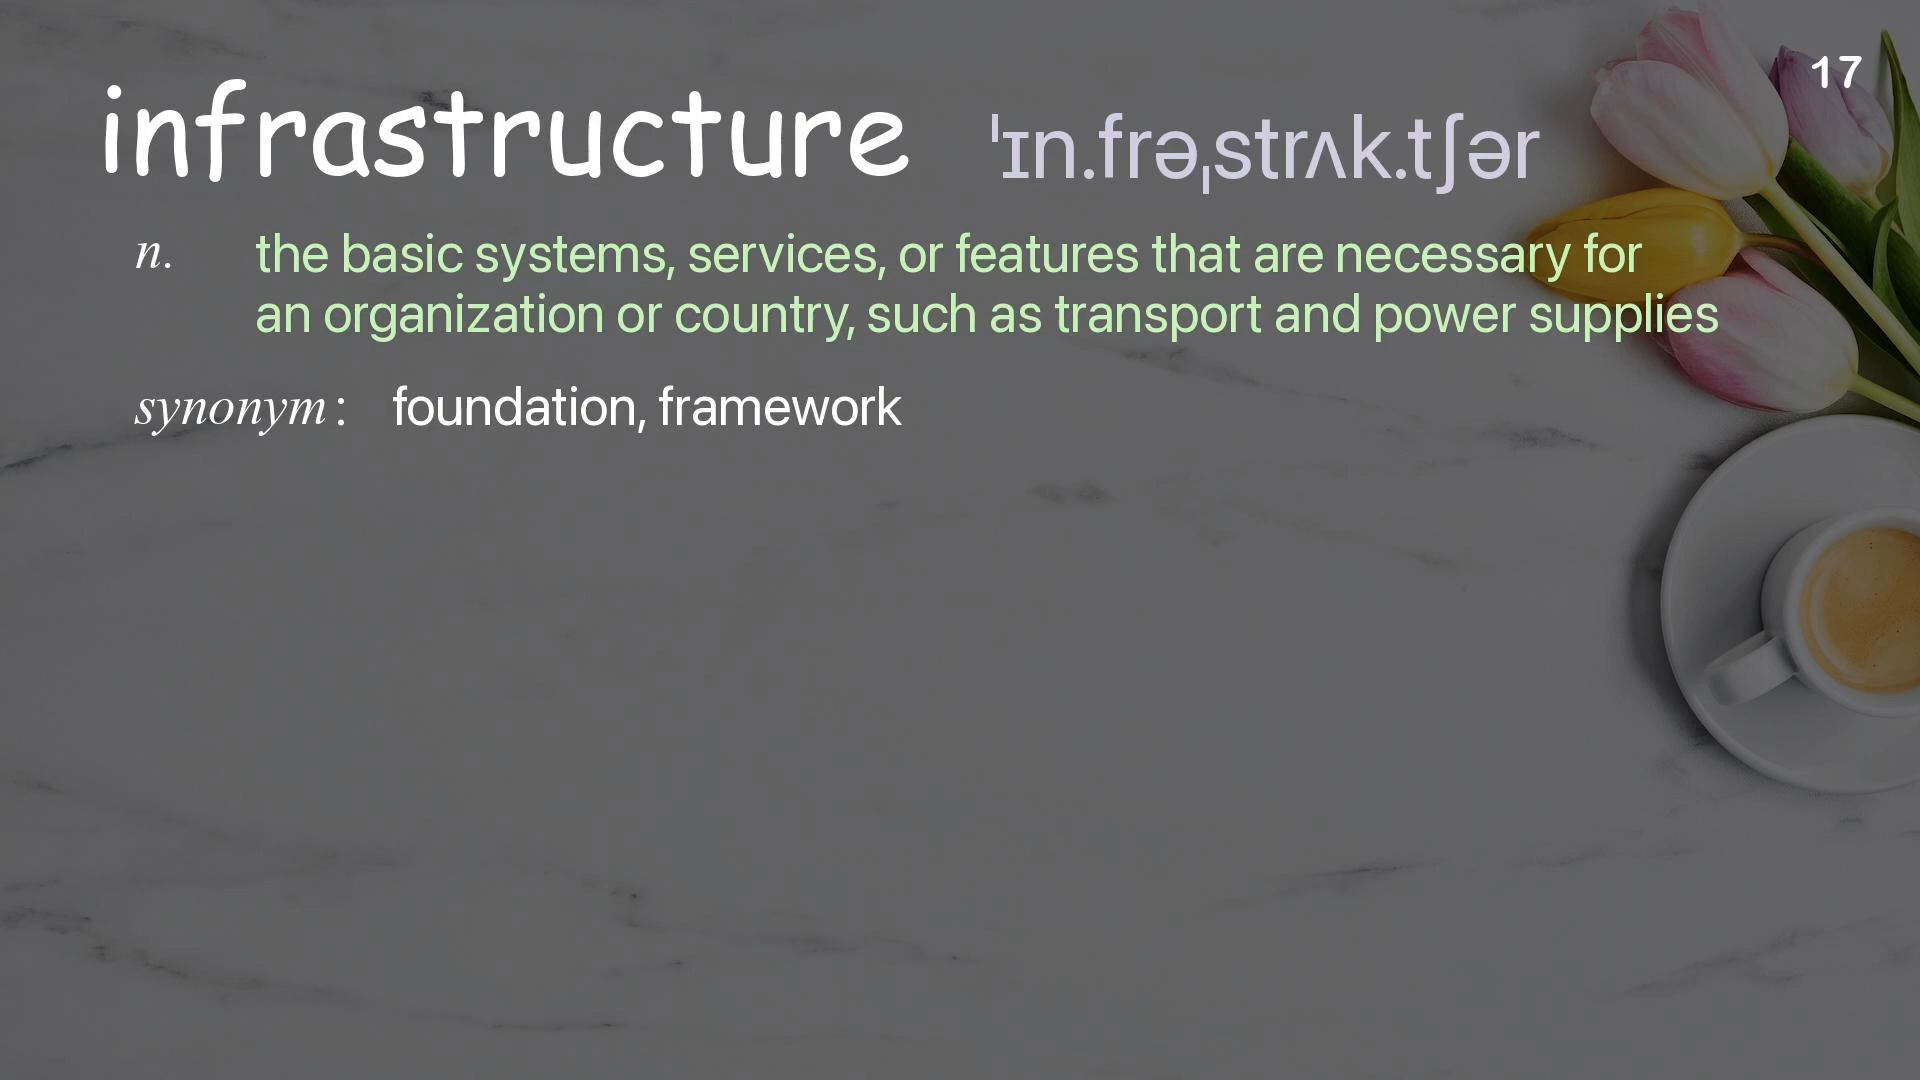 17
infrastructure ˈɪn.frəˌstrʌk.tʃər
n. the basic systems, services, or features that are necessary for
an organization or country, such as transport and power supplies
synonym: foundation, framework